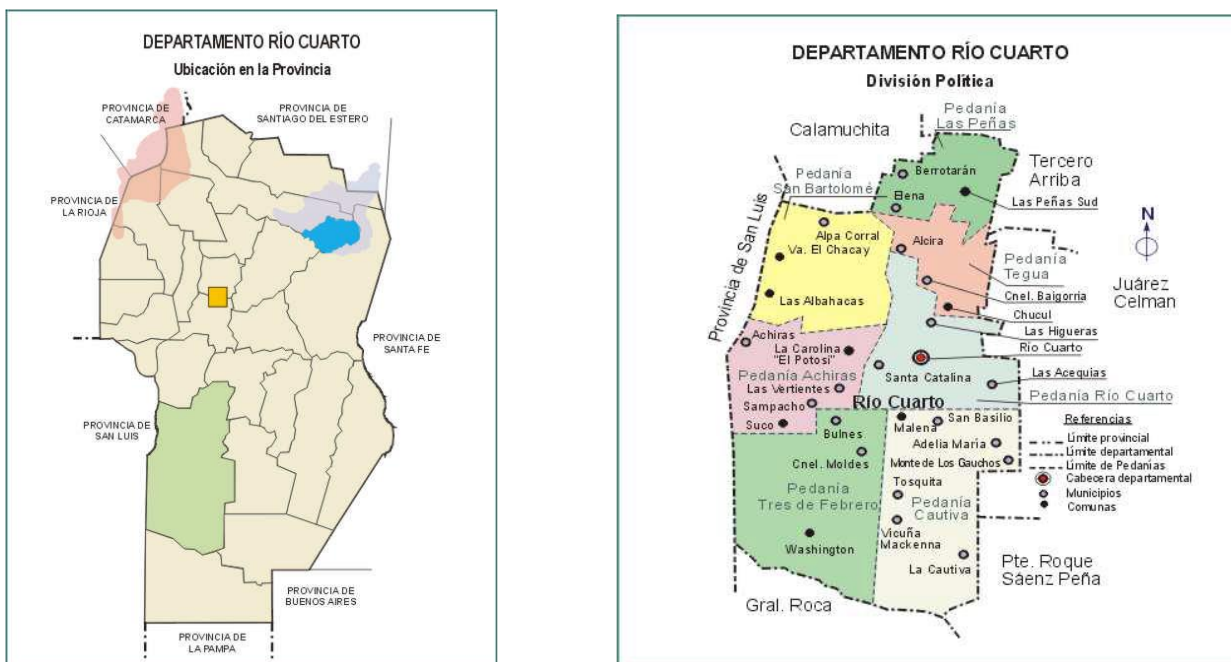 DEPARTAMENTO RÍO CUARTO
Ubicación en la Provincia
PROVINCIA DE
CATAMARCA
PROVINCIA DE
SANTIAGO DEL ESTERO
PROVINCIA DE
LA RIOJA
PROVINCIA DE
SANTA FE
PROVINCIA DE
SAN LUIS
PROVINCIA DE
BUENOS AIRES
PROVINCIA DE
LA PAMPA
DEPARTAMENTO RÍO CUARTO
División Política
Pedanía
Las Peñas
Calamuchita
Tercero
Arriba
Berrotarán
Pedanía
San Bartolomé
Elena
Las Peñas Sud
Provincia de San Luis
N
Alpa Corral
Va. El Chacay
Alcira
Pedanía
Tegua
Juárez
Celman
Las Albahacas
Cnel. Baigorria
Chucul
Las Higueras
Achiras
Río Cuarto
La Carolina
"El Potosí"
Pedanía Achiras
Santa Catalina
Las Acequias
Las Vertientes
Pedanía Río Cuarto
Sampacho
Río Cuarto
Suco
Malena
San Basilio
Bulnes
Adelia María
Cnel. Moldes
Monte de Los Gauchos
Referencias
Límite provincial
Límite departamental
Límite de Pedanías
Cabecera departamental
Municipios
Comunas
Tosquita
Pedanía
Tres de Febrero
Pedanía
Cautiva
Vicuña
Mackenna
Washington
La Cautiva
Pte. Roque
Sáenz Peña
Gral. Roca